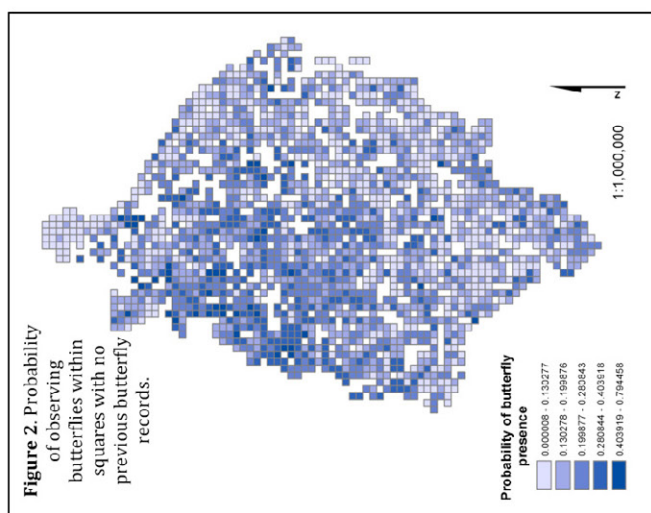 Figure 2. Probability
of observing
butterflies within
squares with no
previous butterfly
records.
Probability of butterfly
presence
0.000008 - 0.130277
0.130278 - 0.199876
0.199877 - 0.280843
0.280844 - 0.403918
0.403919 - 0.794458
1:1,000,000
N